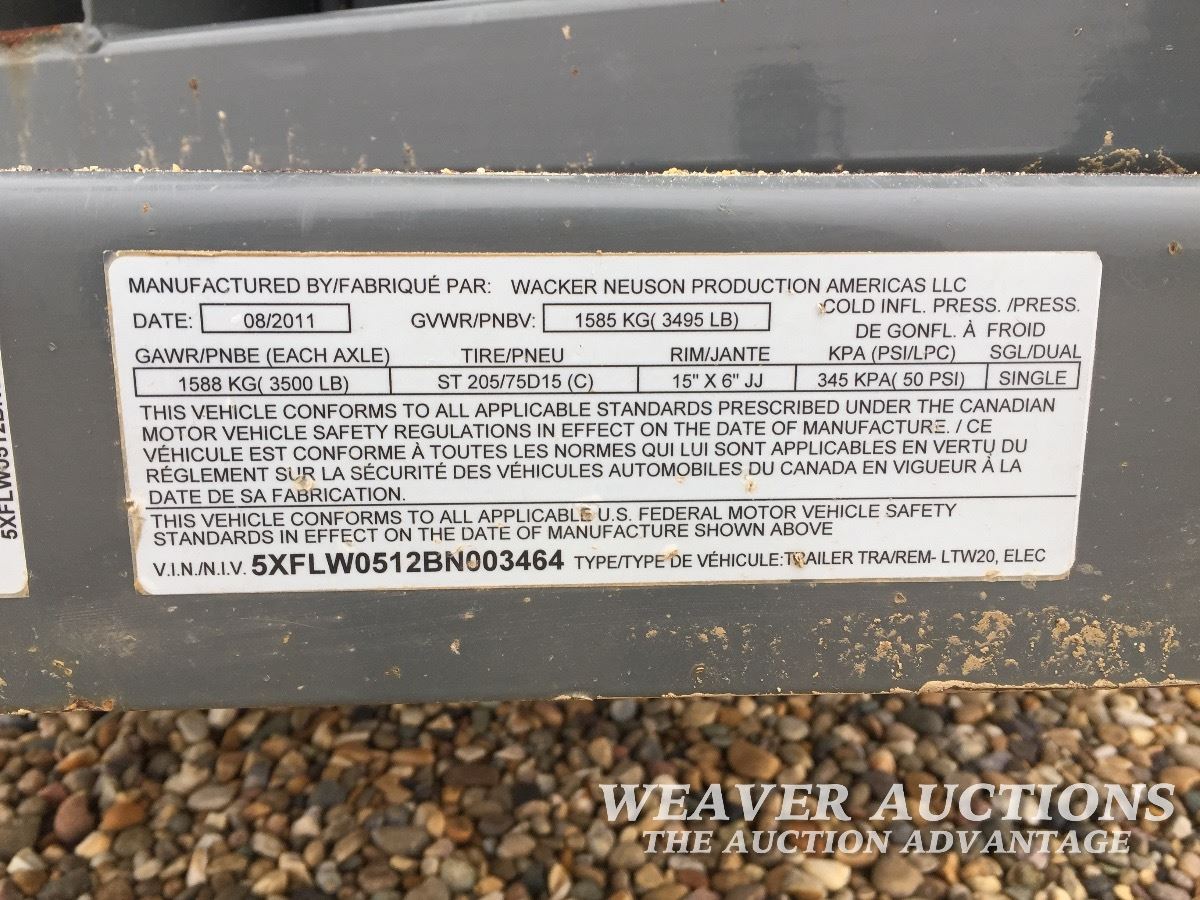 MANUFACTURED BY/FABRIQUÉ PAR: WACKER NEUSON PRODUCTION AMERICAS LLC
DATE: 08/2011 GVWR/PNBV: 1585 KG( 3495 LB) COLD INFL. PRESS. /PRESS.
DE GONFL. À FROID
GAWR/PNBE (EACH AXLE) TIRE/PNEU RIM/JANTE KPA (PSI/LPC) SGL/DUAL
1588 KG( 3500 LB) ST 205/75D15 (C) 15" X 6" JJ 345 KPA( 50 PSI) SINGLE
THIS VEHICLE CONFORMS TO ALL APPLICABLE STANDARDS PRESCRIBED UNDER THE CANADIAN
MOTOR VEHICLE SAFETY REGULATIONS IN EFFECT ON THE DATE OF MANUFACTURE. / CE
VÉHICULE EST CONFORME À TOUTES LES NORMES QUI LUI SONT APPLICABLES EN VERTU DU
RÉGLEMENT SUR LA SÉCURITÉ DES VÉHICULES AUTOMOBILES DU CANADA EN VIGUEUR À LA
DATE DE SA FABRICATION.
THIS VEHICLE CONFORMS TO ALL APPLICABLE U.S. FEDERAL MOTOR VEHICLE SAFETY
STANDARDS IN EFFECT ON THE DATE OF MANUFACTURE SHOWN ABOVE
V.I.N./N.I.V. 5XFLW0512BN003464 TYPE/TYPE DE VÉHICULE: TRAILER TRA/REM- LTW20, ELEC
WEAVER AUCTIONS
THE AUCTION ADVANTAGE